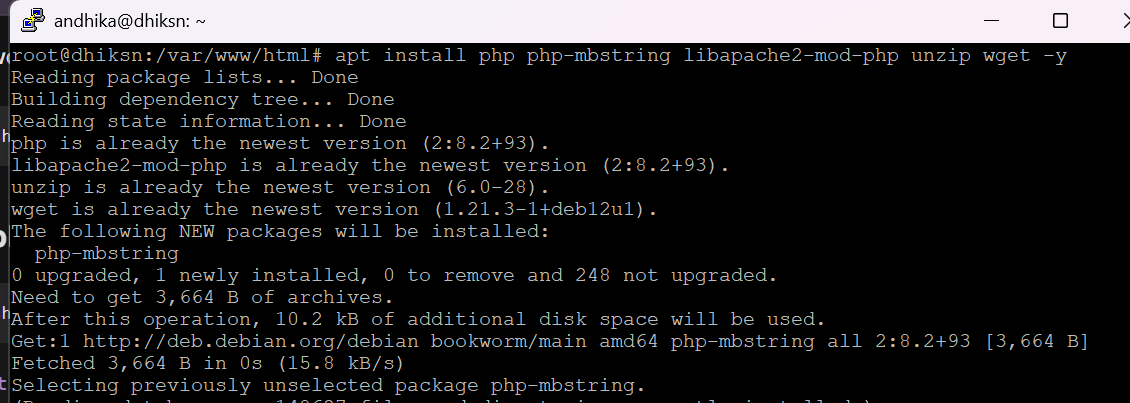 andhika@dhiksn: ~
root@dhiksn:/var/www/html# apt install php php-mbstring libapache2-mod-php unzip wget -y
Reading package lists... Done
Building dependency tree... Done
Reading state information... Done
php is already the newest version (2:8.2+93).
libapache2-mod-php is already the newest version (2:8.2+93).
unzip is already the newest version (6.0-28).
wget is already the newest version (1.21.3-1+deb12u1).
The following NEW packages will be installed:
  php-mbstring
0 upgraded, 1 newly installed, 0 to remove and 248 not upgraded.
Need to get 3,664 B of archives.
After this operation, 10.2 kB of additional disk space will be used.
Get:1 http://deb.debian.org/debian bookworm/main amd64 php-mbstring all 2:8.2+93 [3,664 B]
Fetched 3,664 B in 0s (15.8 kB/s)
Selecting previously unselected package php-mbstring.